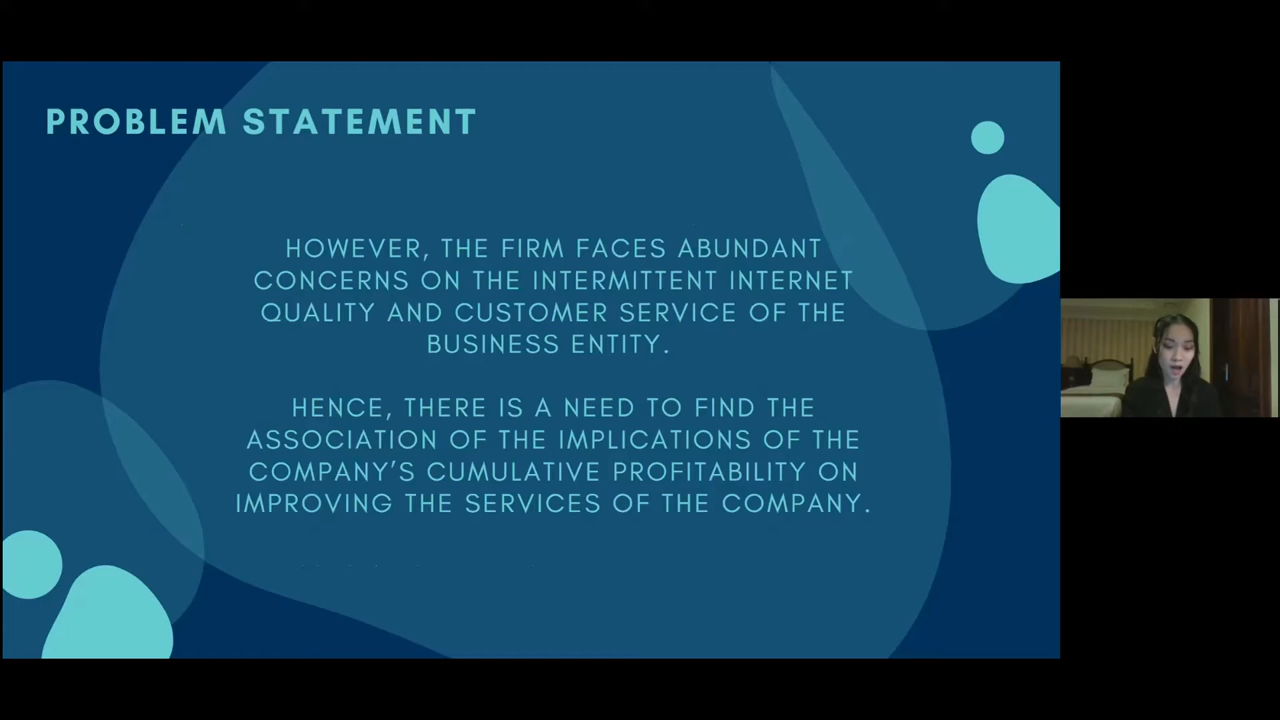 PROBLEM STATEMENT
HOWEVER, THE FIRM FACES ABUNDANT
CONCERNS ON THE INTERMITTENT INTERNET
QUALITY AND CUSTOMER SERVICE OF THE
BUSINESS ENTITY.
HENCE, THERE IS A NEED TO FIND THE
ASSOCIATION OF THE IMPLICATIONS OF THE
COMPANY'S CUMULATIVE PROFITABILITY ON
IMPROVING THE SERVICES OF THE COMPANY.